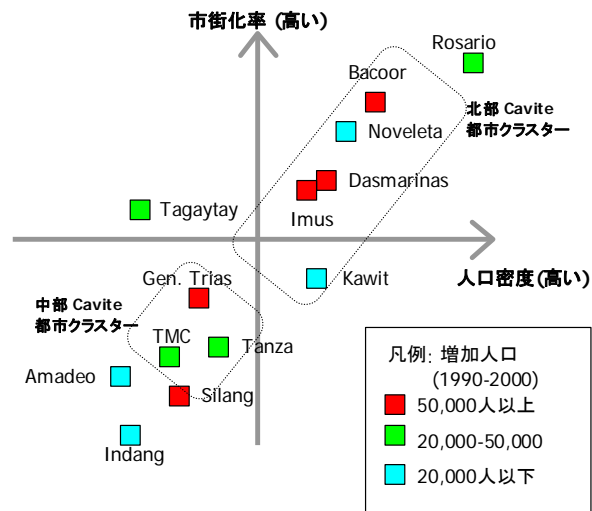 市街化率 (高い)
Rosario
Bacoor
北部 Cavite
都市クラスター
Noveleta
Dasmarinas
Imus
Tagaytay
人口密度(高い)
Kawit
Gen. Trias
中部 Cavite
都市クラスター
TMC
Tanza
Amadeo
Silang
Indang
凡例: 増加人口
(1990-2000)
50,000人以上
20,000-50,000
20,000人以下